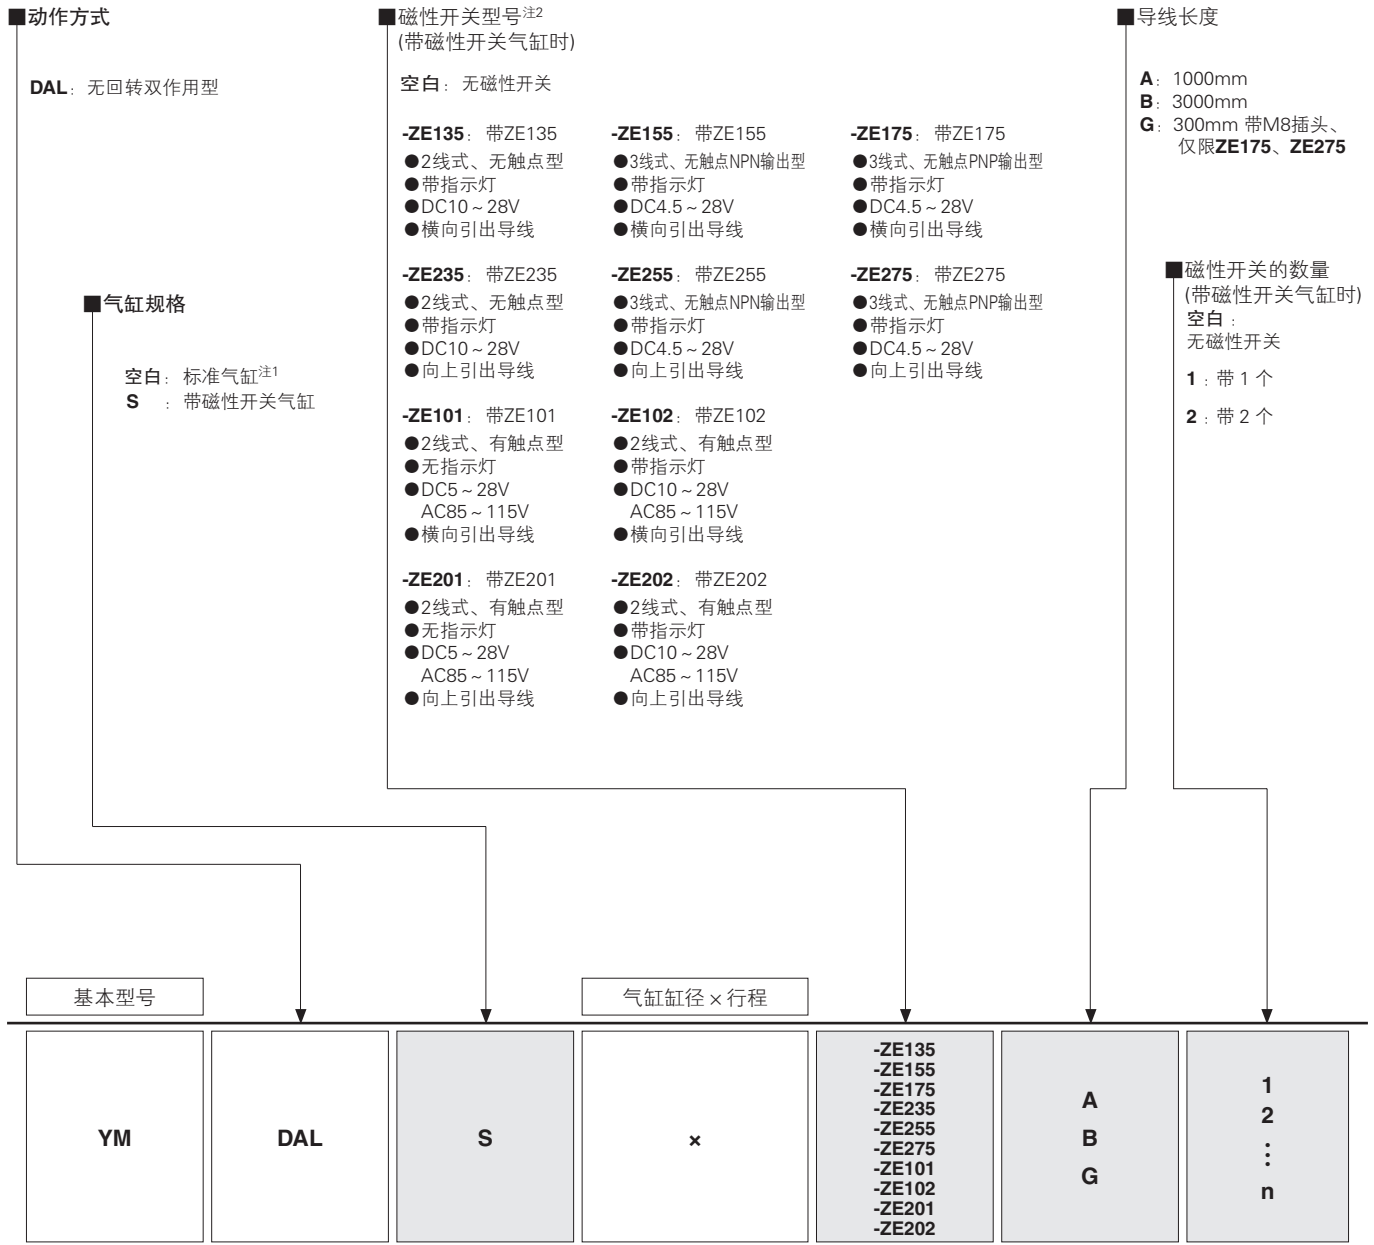 ■动作方式
DAL：无回转双作用型
■气缸规格
空白：标准气缸注1
S ：带磁性开关气缸
■磁性开关型号注2
(带磁性开关气缸时)
空白：无磁性开关
-ZE135：带ZE135
●2线式、无触点型
●带指示灯
●DC10～28V
●横向引出导线
-ZE155：带ZE155
●3线式、无触点NPN输出型
●带指示灯
●DC4.5～28V
●横向引出导线
-ZE175：带ZE175
●3线式、无触点PNP输出型
●带指示灯
●DC4.5～28V
●横向引出导线
-ZE235：带ZE235
●2线式、无触点型
●带指示灯
●DC10～28V
●向上引出导线
-ZE255：带ZE255
●3线式、无触点NPN输出型
●带指示灯
●DC4.5～28V
●向上引出导线
-ZE275：带ZE275
●3线式、无触点PNP输出型
●带指示灯
●DC4.5～28V
●向上引出导线
-ZE101：带ZE101
●2线式、有触点型
●无指示灯
●DC5～28V
AC85～115V
●横向引出导线
-ZE102：带ZE102
●2线式、有触点型
●带指示灯
●DC10～28V
AC85～115V
●横向引出导线
-ZE201：带ZE201
●2线式、有触点型
●无指示灯
●DC5～28V
AC85～115V
●向上引出导线
-ZE202：带ZE202
●2线式、有触点型
●带指示灯
●DC10～28V
AC85～115V
●向上引出导线
■导线长度
A：1000mm
B：3000mm
G：300mm 带M8插头、
仅限ZE175、ZE275
■磁性开关的数量
(带磁性开关气缸时)
空白：
无磁性开关
1：带 1 个
2：带 2 个
基本型号
气缸缸径×行程
YM
DAL
S
×
-ZE135
-ZE155
-ZE175
-ZE235
-ZE255
-ZE275
-ZE101
-ZE102
-ZE201
-ZE202
A
B
G
1
2
⋮
n